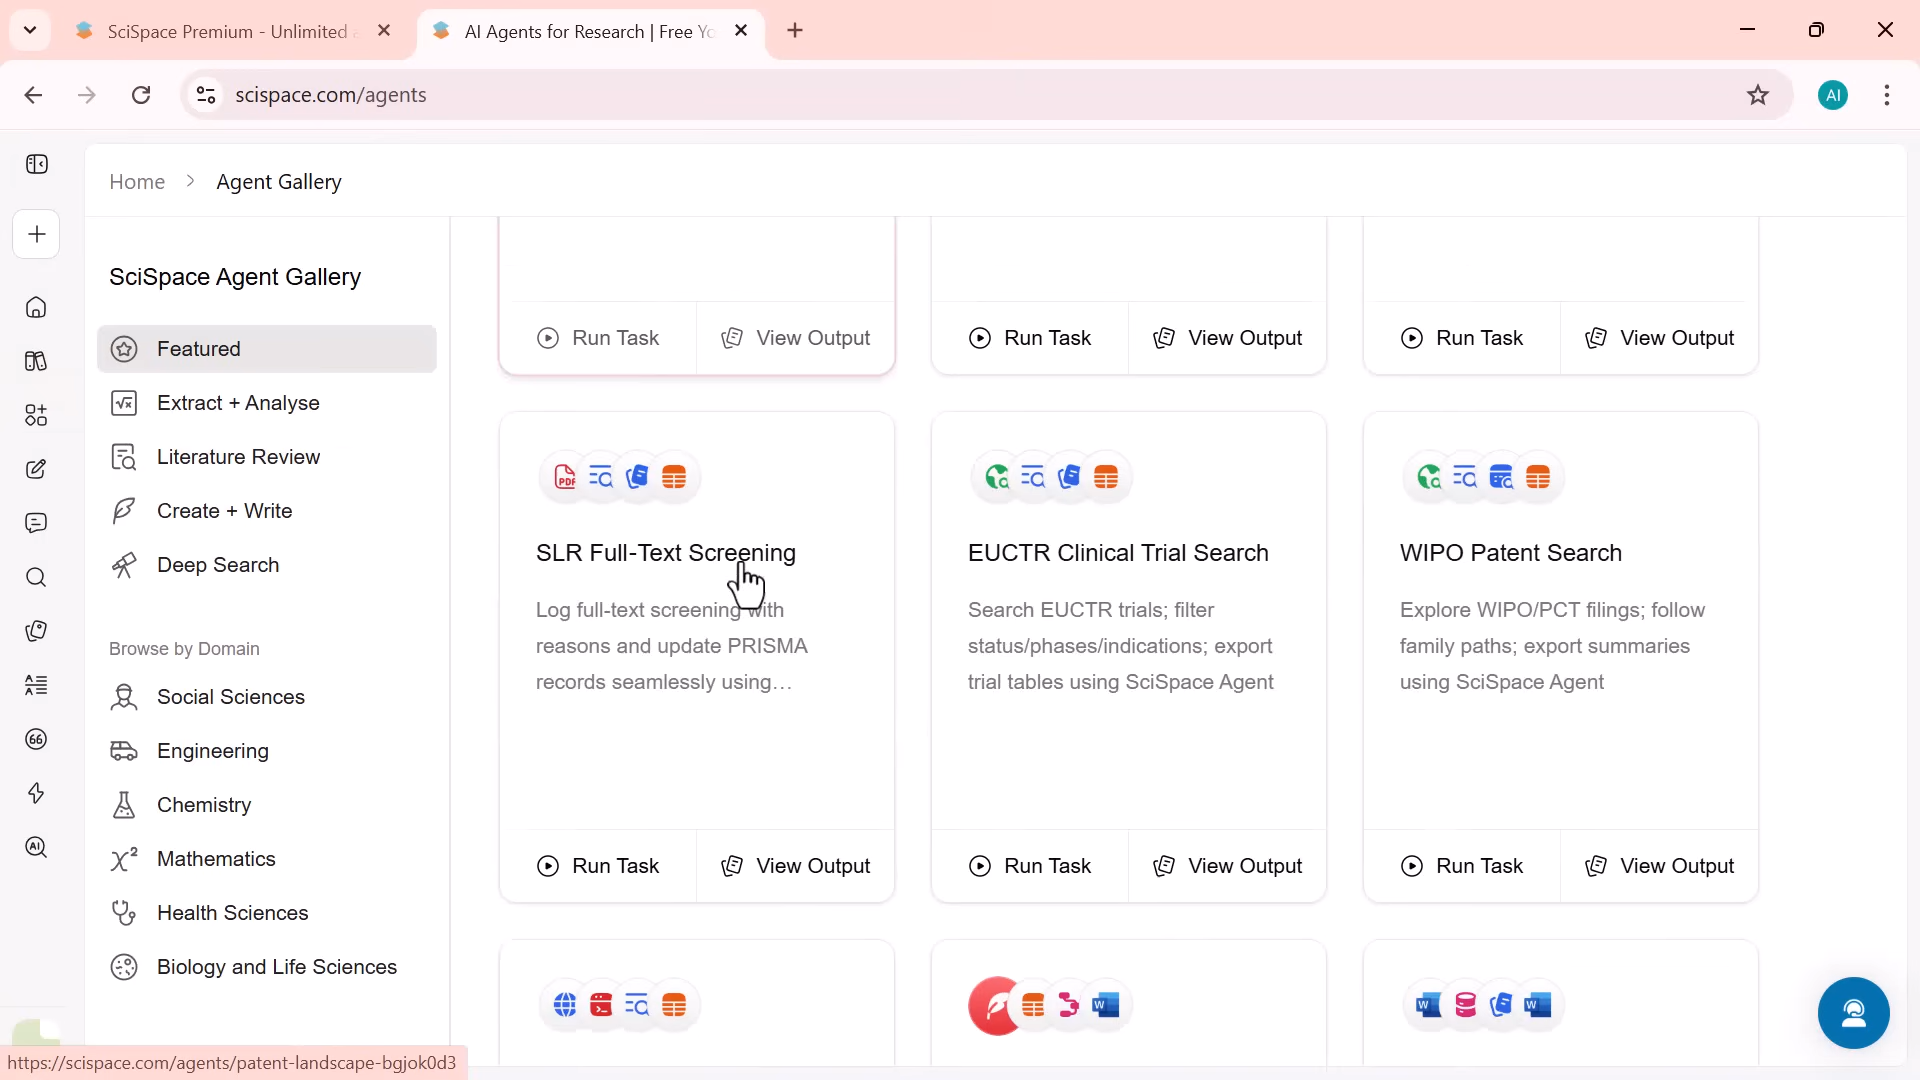 SciSpace Premium - Unlimited
AI Agents for Research | Free Yo
scispace.com/agents
AI
Home > Agent Gallery
SciSpace Agent Gallery
Featured
Extract + Analyse
Literature Review
Create + Write
Deep Search
Browse by Domain
Social Sciences
Engineering
Chemistry
Mathematics
Health Sciences
Biology and Life Sciences
Run Task View Output
Run Task View Output
Run Task View Output
PDF
SLR Full-Text Screening
Log full-text screening with
reasons and update PRISMA
records seamlessly using...
Run Task View Output
EUCTR Clinical Trial Search
Search EUCTR trials; filter
status/phases/indications; export
trial tables using SciSpace Agent
Run Task View Output
WIPO Patent Search
Explore WIPO/PCT filings; follow
family paths; export summaries
using SciSpace Agent
Run Task View Output
W
W
W
66
AI
https://scispace.com/agents/patent-landscape-bgjok0d3